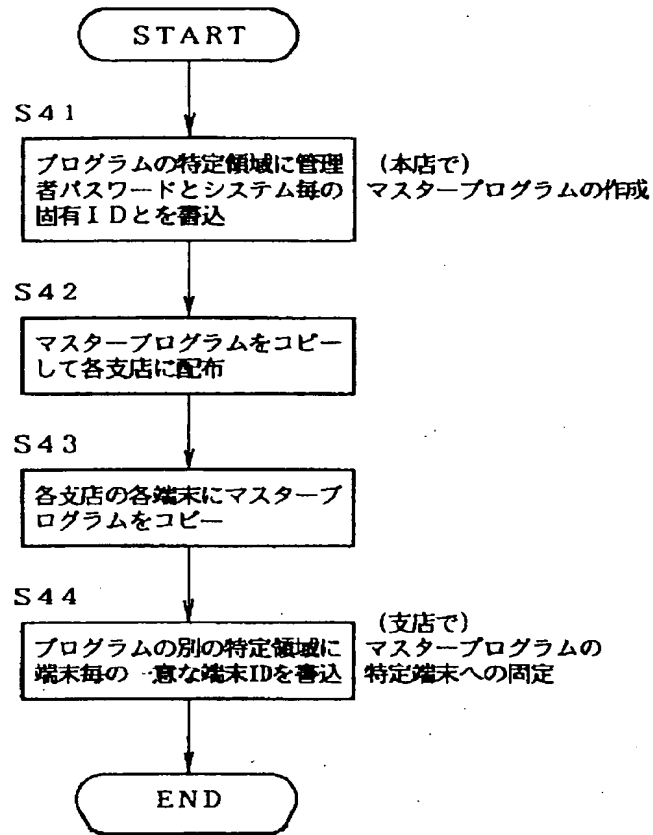 START
S41
プログラムの特定領域に管理
者パスワードとシステム毎の
固有IDとを書込
(本店で)
マスタープログラムの作成
S42
マスタープログラムをコピー
して各支店に配布
S43
各支店の各端末にマスタープ
ログラムをコピー
S44
プログラムの別の特定領域に
端末毎の一意な端末IDを書込
(支店で)
マスタープログラムの
特定端末への固定
END